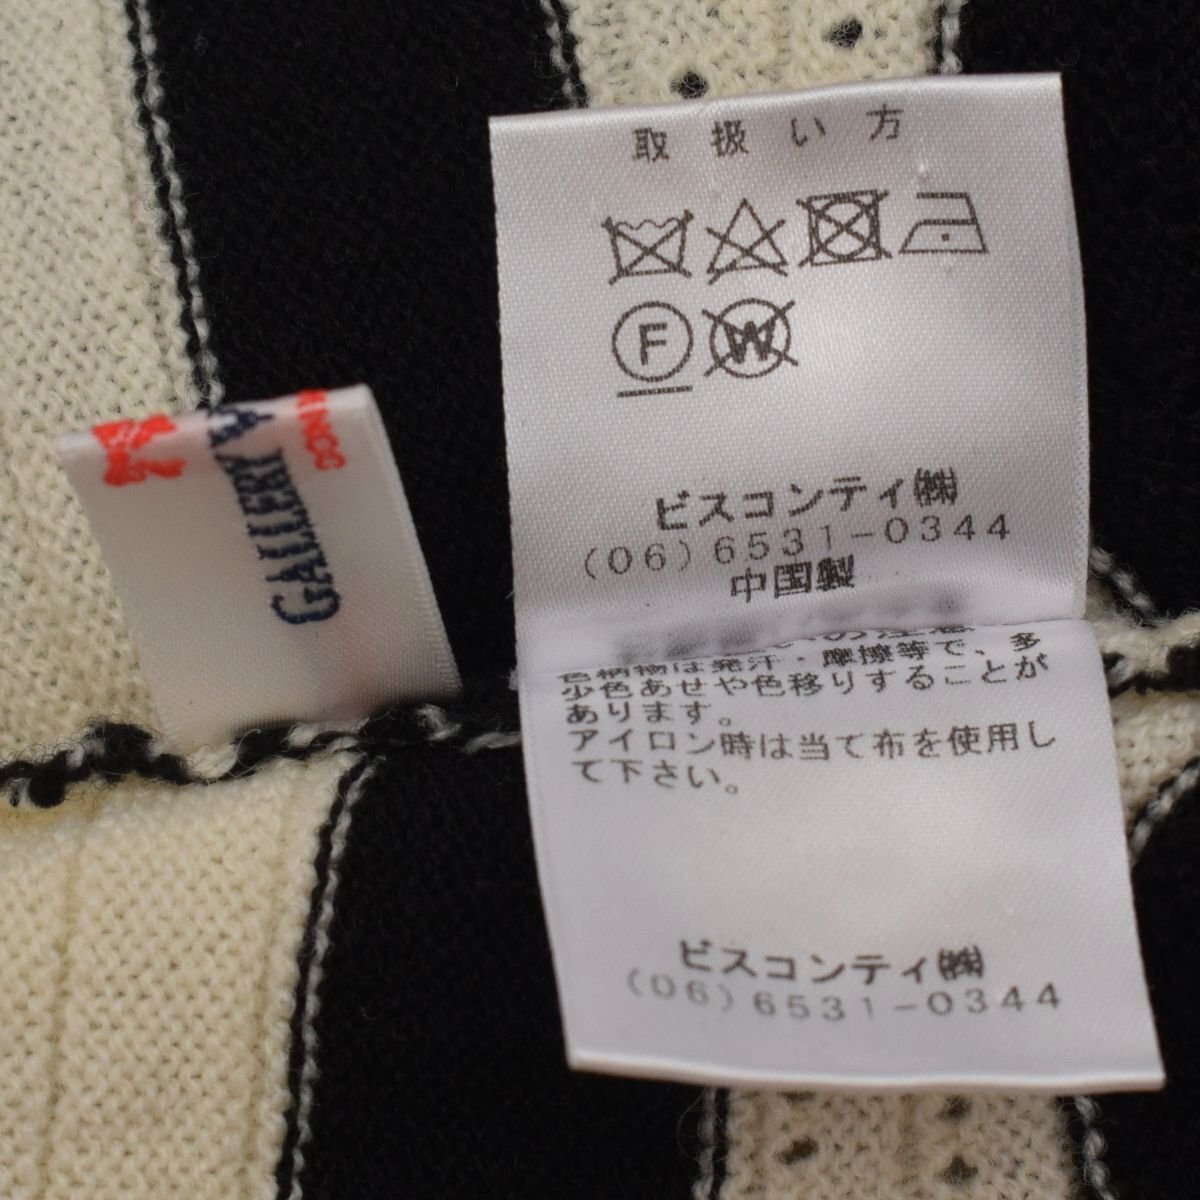 取扱い方
F
W
ビスコンティ㈱
(06)6531-0344
中国製
の注意
色柄物は発汗・摩擦等で、多
少色あせや色移りすることが
あります。
アイロン時は当て布を使用し
て下さい。
ビスコンティ㈱
(06)6531-0344
GALLERY